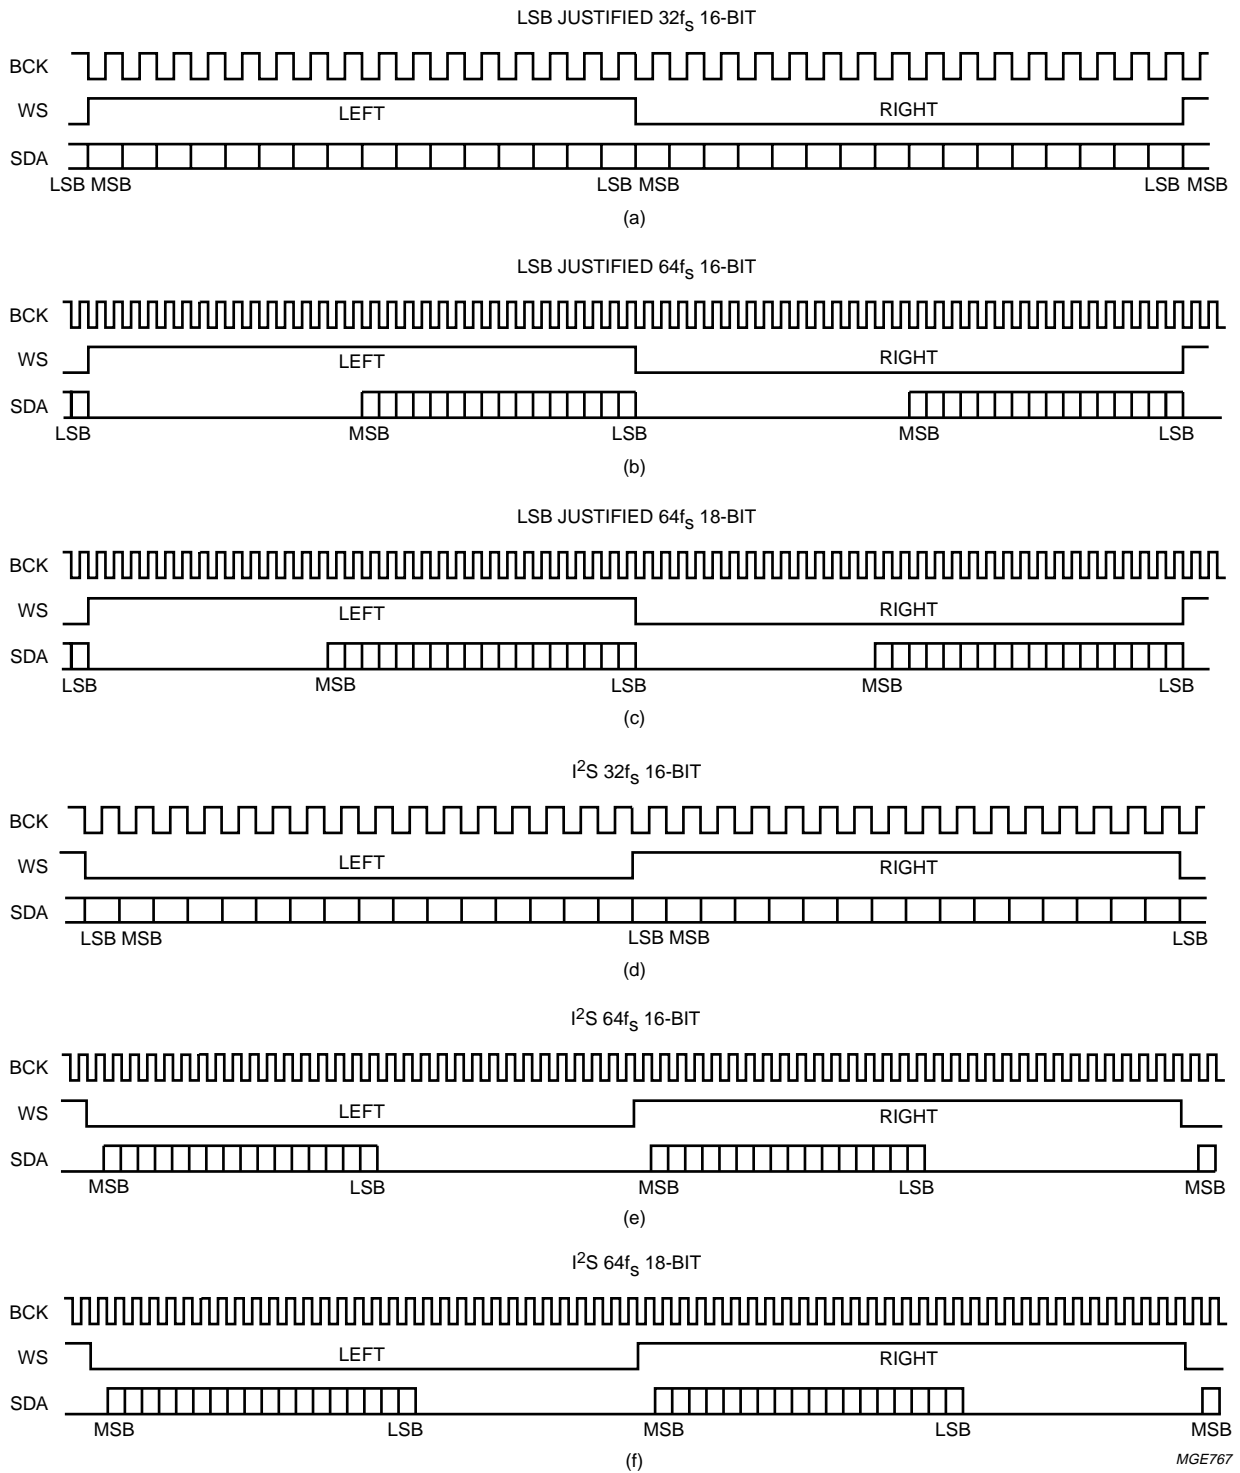 LSB JUSTIFIED 32fS 16-BIT
BCK
WS
LEFT
RIGHT
SDA
LSB MSB
LSB MSB
LSB MSB
(a)
LSB JUSTIFIED 64fS 16-BIT
BCK
WS
LEFT
RIGHT
SDA
LSB
MSB
LSB
MSB
LSB
(b)
LSB JUSTIFIED 64fS 18-BIT
BCK
WS
LEFT
RIGHT
SDA
LSB
MSB
LSB
MSB
LSB
(c)
I²S 32fS 16-BIT
BCK
WS
LEFT
RIGHT
SDA
LSB MSB
LSB MSB
LSB
(d)
I²S 64fS 16-BIT
BCK
WS
LEFT
RIGHT
SDA
MSB
LSB
MSB
LSB
MSB
(e)
I²S 64fS 18-BIT
BCK
WS
LEFT
RIGHT
SDA
MSB
LSB
MSB
LSB
MSB
(f)
MGE767